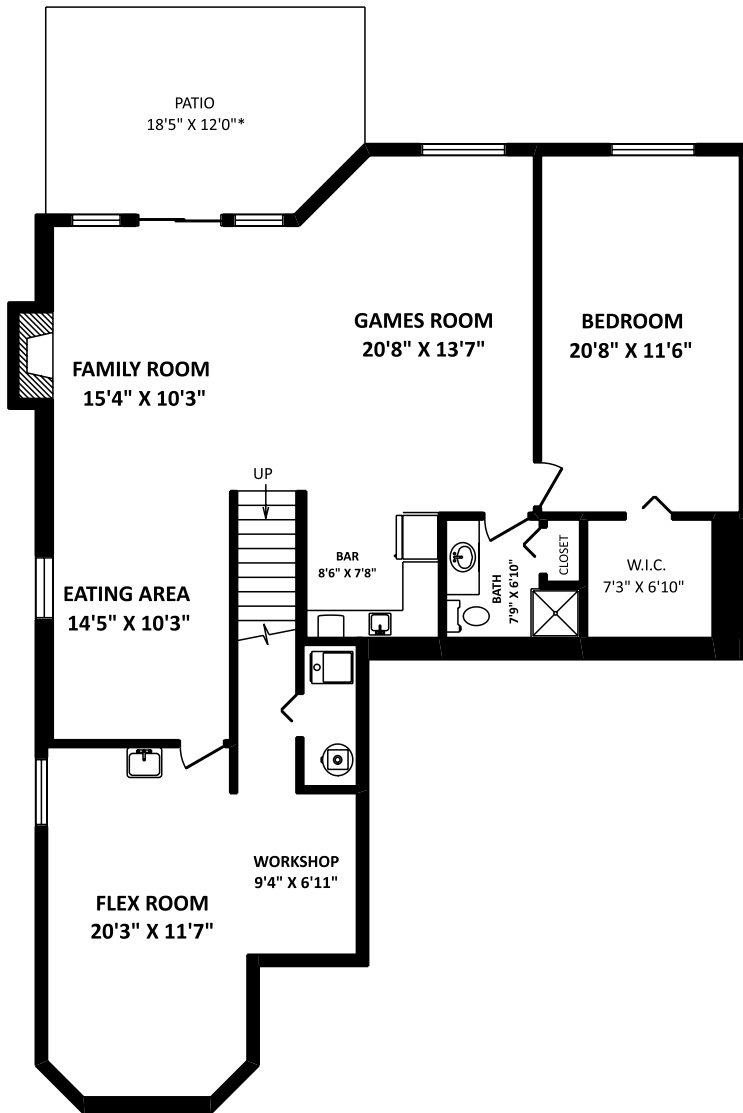 PATIO
18'5" X 12'0"*
GAMES ROOM
20'8" X 13'7"
BEDROOM
20'8" X 11'6"
FAMILY ROOM
15'4" X 10'3"
UP
BAR
8'6" X 7'8"
BATH
7'9" X 6'10"
CLOSET
W.I.C.
7'3" X 6'10"
EATING AREA
14'5" X 10'3"
WORKSHOP
9'4" X 6'11"
FLEX ROOM
20'3" X 11'7"